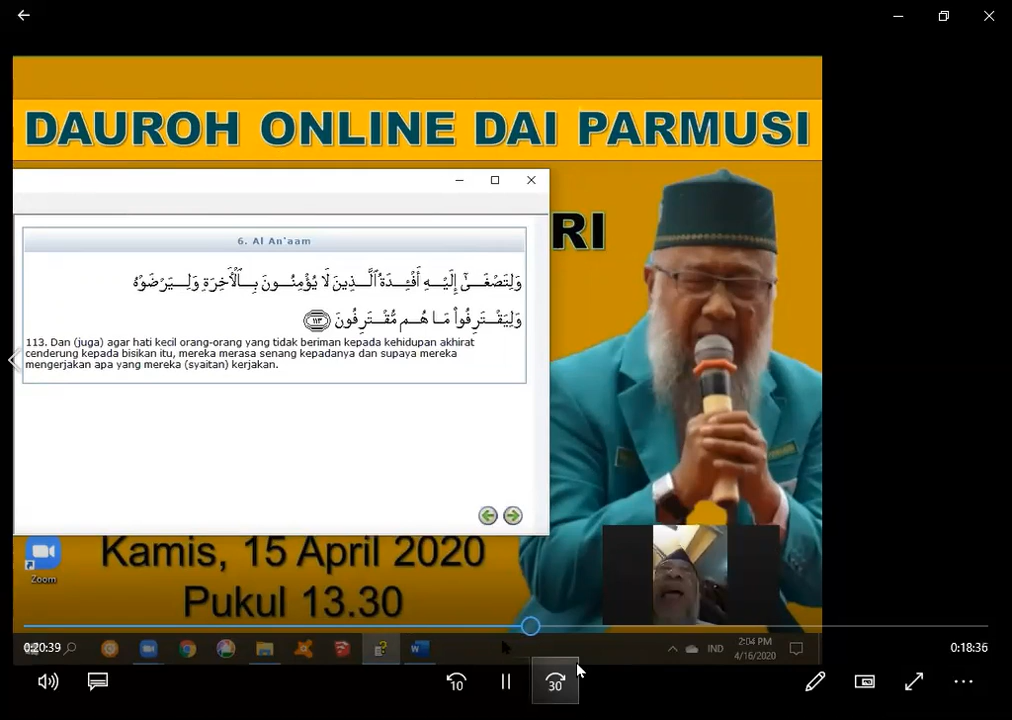 DAUROH ONLINE DAI PARMUSI
RI
6. Al An'aam
وَلِتَصْغَىٰٓ إِلَيْهِ أَفْـِٔدَةُ ٱلَّذِينَ لَا يُؤْمِنُونَ بِٱلْأَخِرَةِ وَلِيَرْضَوْهُ
وَلِيَقْتَرِفُوا۟ مَا هُم مُّقْتَرِفُونَ ١١٣
113. Dan (juga) agar hati kecil orang-orang yang tidak beriman kepada kehidupan akhirat
cenderung kepada bisikan itu, mereka merasa senang kepadanya dan supaya mereka
mengerjakan apa yang mereka (syaitan) kerjakan.
Kamis, 15 April 2020
Zoom
Pukul 13.30
0:20:39
0:18:36
IND
2:04 PM
4/16/2020
10
30